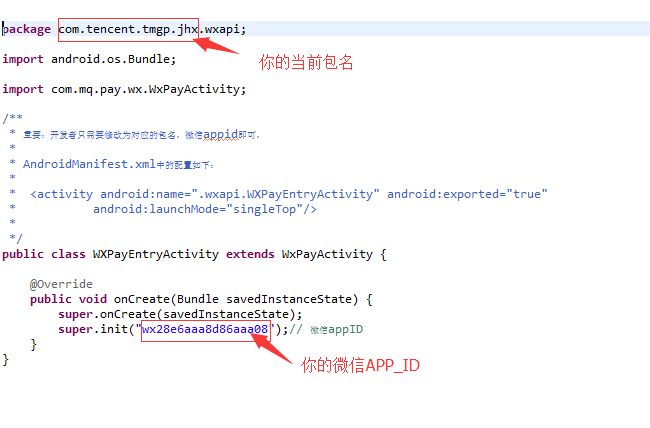 package com.tencent.tmgp.jhx.wxapi;
import android.os.Bundle;
你的当前包名
import com.mq.pay.wx.WxPayActivity;
/**
* 重要：开发者只需要修改为对应的包名，微信appid即可，
*
* AndroidManifest.xml中的配置如下：
*
* <activity android:name=".wxapi.WXPayEntryActivity" android:exported="true"
* android:launchMode="singleTop"/>
*
*/
public class WXPayEntryActivity extends WxPayActivity {
@Override
public void onCreate(Bundle savedInstanceState) {
super.onCreate(savedInstanceState);
super.init("wx28e6aaa8d86aaa08");// 微信appID
}
你的微信APP_ID
}